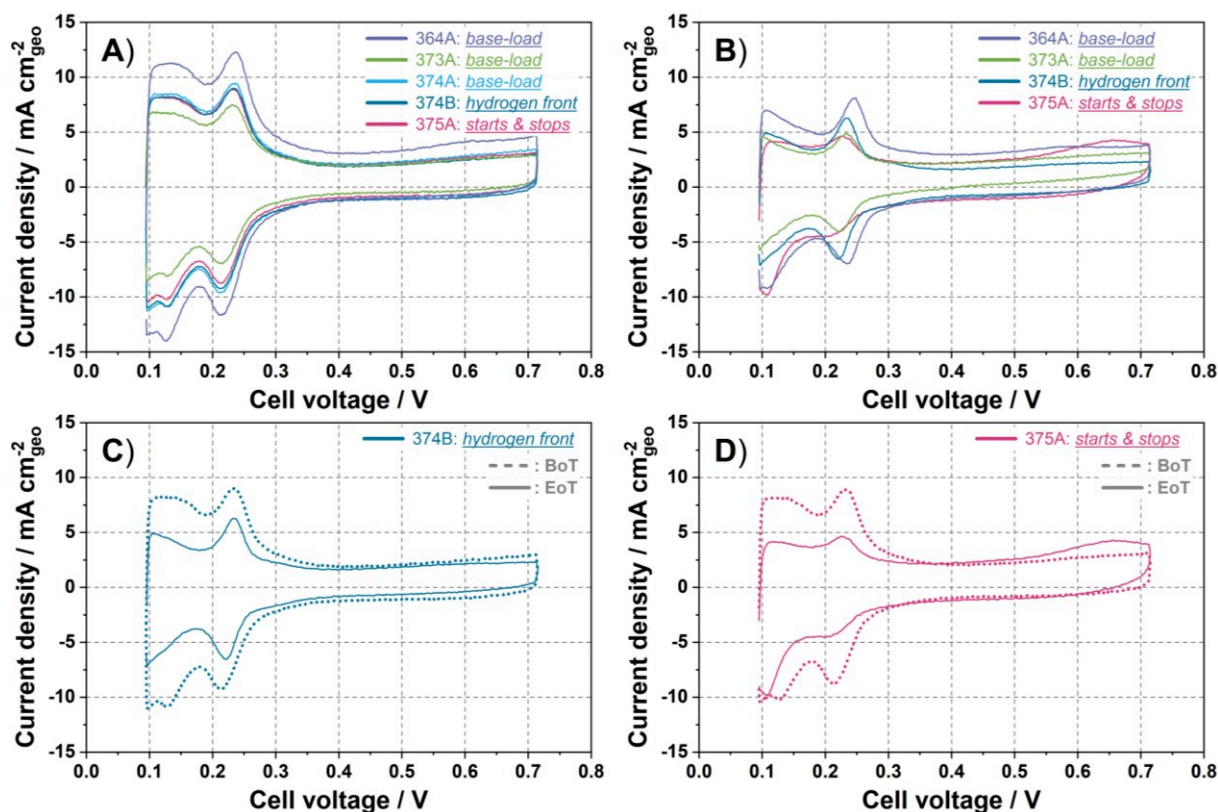 A)
364A: base-load
373A: base-load
374A: base-load
374B: hydrogen front
375A: starts & stops
Current density / mA cm-2geo
15
10
5
0
-5
-10
-15
0.0 0.1 0.2 0.3 0.4 0.5 0.6 0.7 0.8
Cell voltage / V
B)
364A: base-load
373A: base-load
374B: hydrogen front
375A: starts & stops
Current density / mA cm-2geo
15
10
5
0
-5
-10
-15
0.0 0.1 0.2 0.3 0.4 0.5 0.6 0.7 0.8
Cell voltage / V
C)
374B: hydrogen front
: BoT
: EoT
Current density / mA cm-2geo
15
10
5
0
-5
-10
-15
0.0 0.1 0.2 0.3 0.4 0.5 0.6 0.7 0.8
Cell voltage / V
D)
375A: starts & stops
: BoT
: EoT
Current density / mA cm-2geo
15
10
5
0
-5
-10
-15
0.0 0.1 0.2 0.3 0.4 0.5 0.6 0.7 0.8
Cell voltage / V